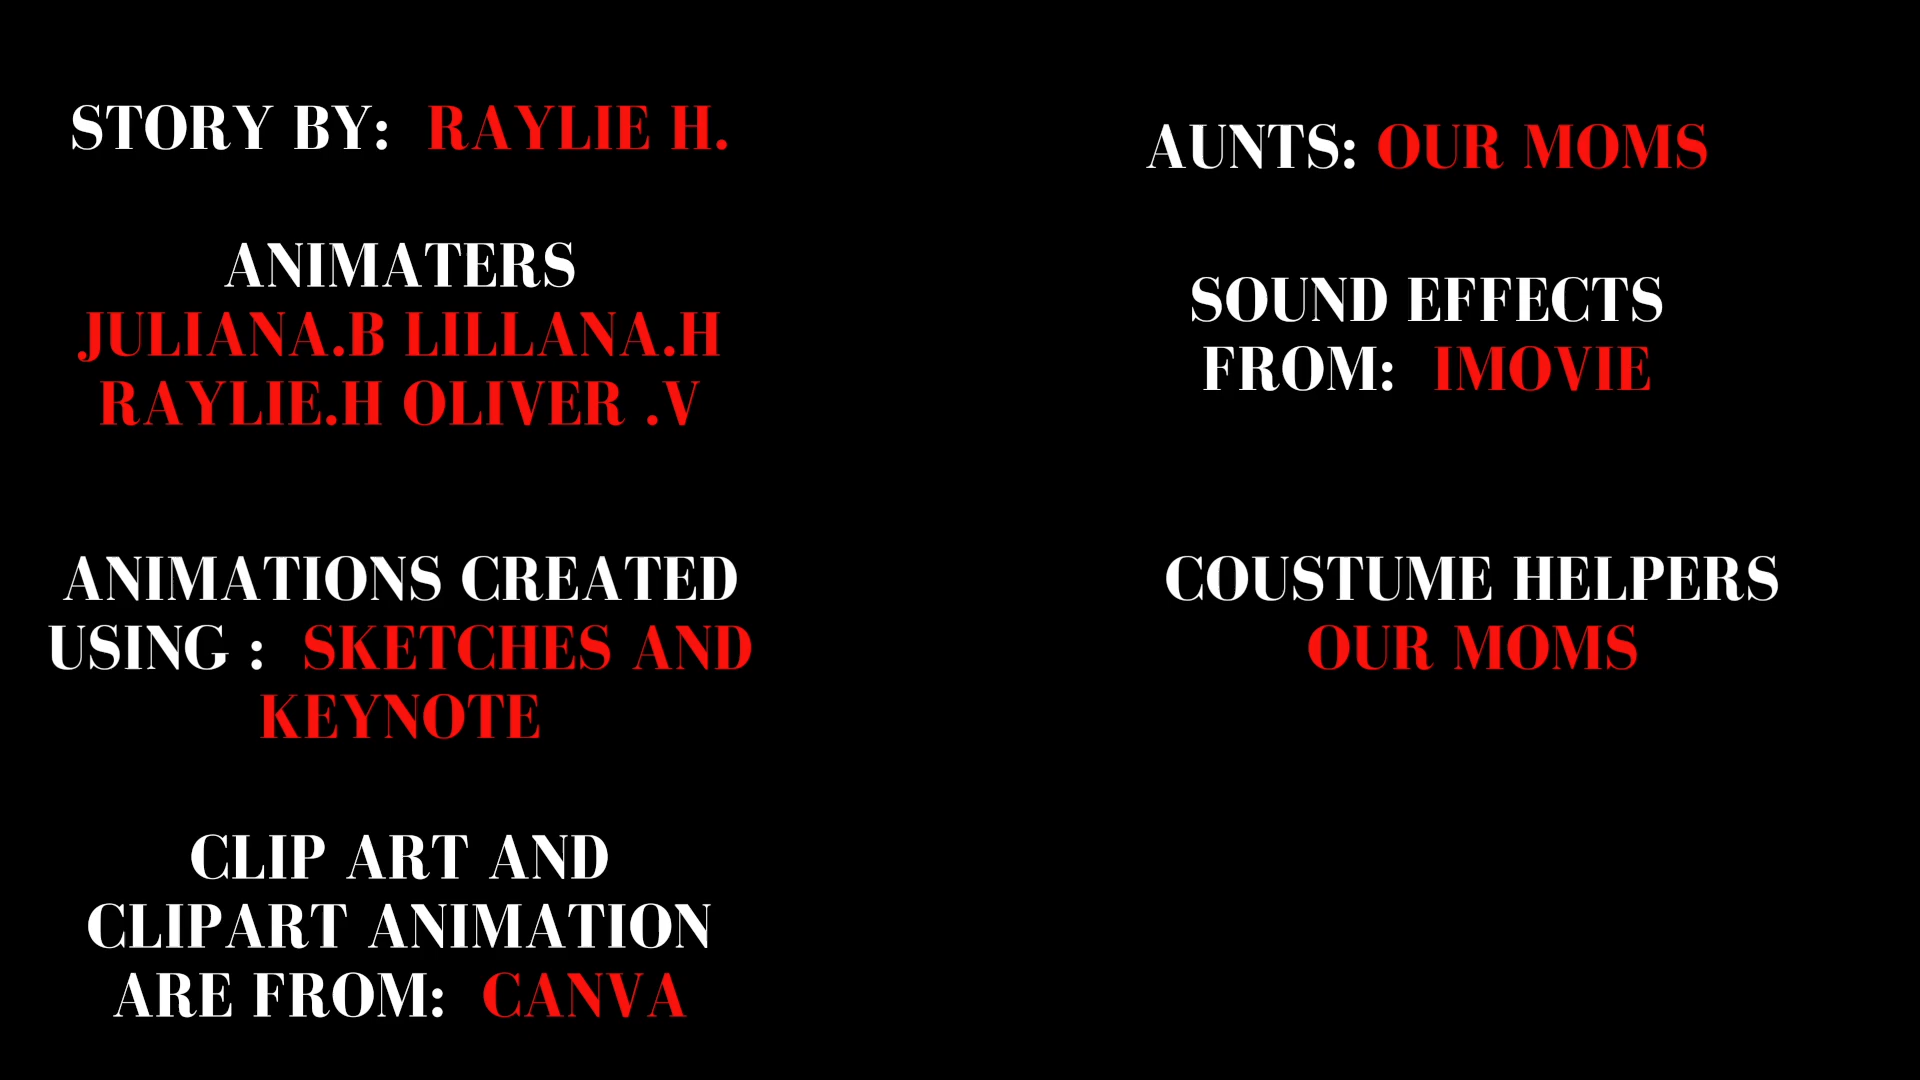 STORY BY: RAYLIE H.
ANIMATERS
JULIANA.B LILLANA.H
RAYLIE.H OLIVER .V
ANIMATIONS CREATED
USING : SKETCHES AND
KEYNOTE
CLIP ART AND
CLIPART ANIMATION
ARE FROM: CANVA
AUNTS: OUR MOMS
SOUND EFFECTS
FROM: IMOVIE
COUSTUME HELPERS
OUR MOMS